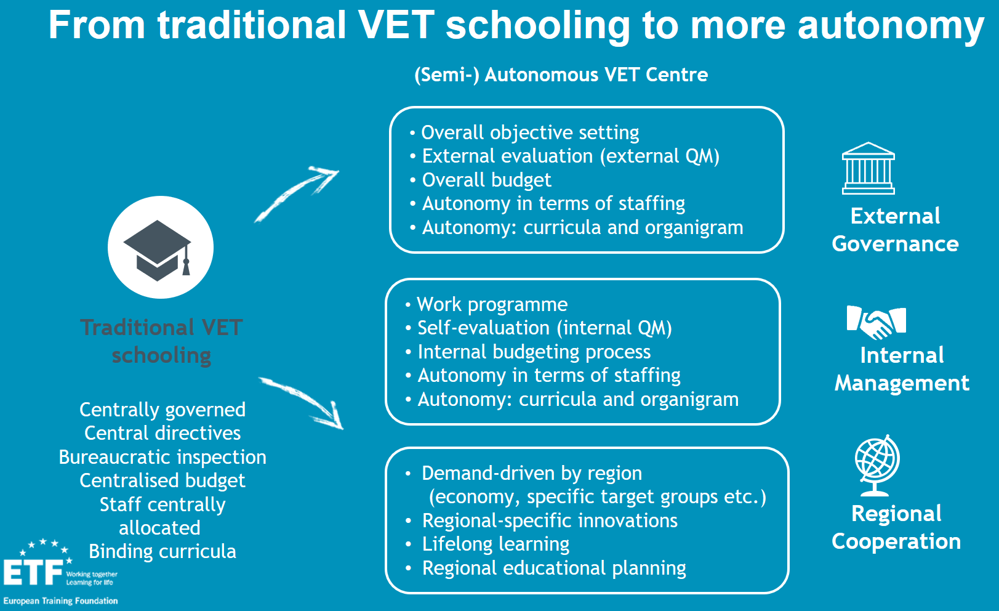 From traditional VET schooling to more autonomy
(Semi-) Autonomous VET Centre
• Overall objective setting
• External evaluation (external QM)
• Overall budget
• Autonomy in terms of staffing
• Autonomy: curricula and organigram
External
Governance
Traditional VET
schooling
Centrally governed
Central directives
Bureaucratic inspection
Centralised budget
Staff centrally
allocated
Binding curricula
• Work programme
• Self-evaluation (internal QM)
• Internal budgeting process
• Autonomy in terms of staffing
• Autonomy: curricula and organigram
Internal
Management
• Demand-driven by region
(economy, specific target groups etc.)
• Regional-specific innovations
• Lifelong learning
• Regional educational planning
Regional
Cooperation
ETF
Working together
Learning for life
European Training Foundation